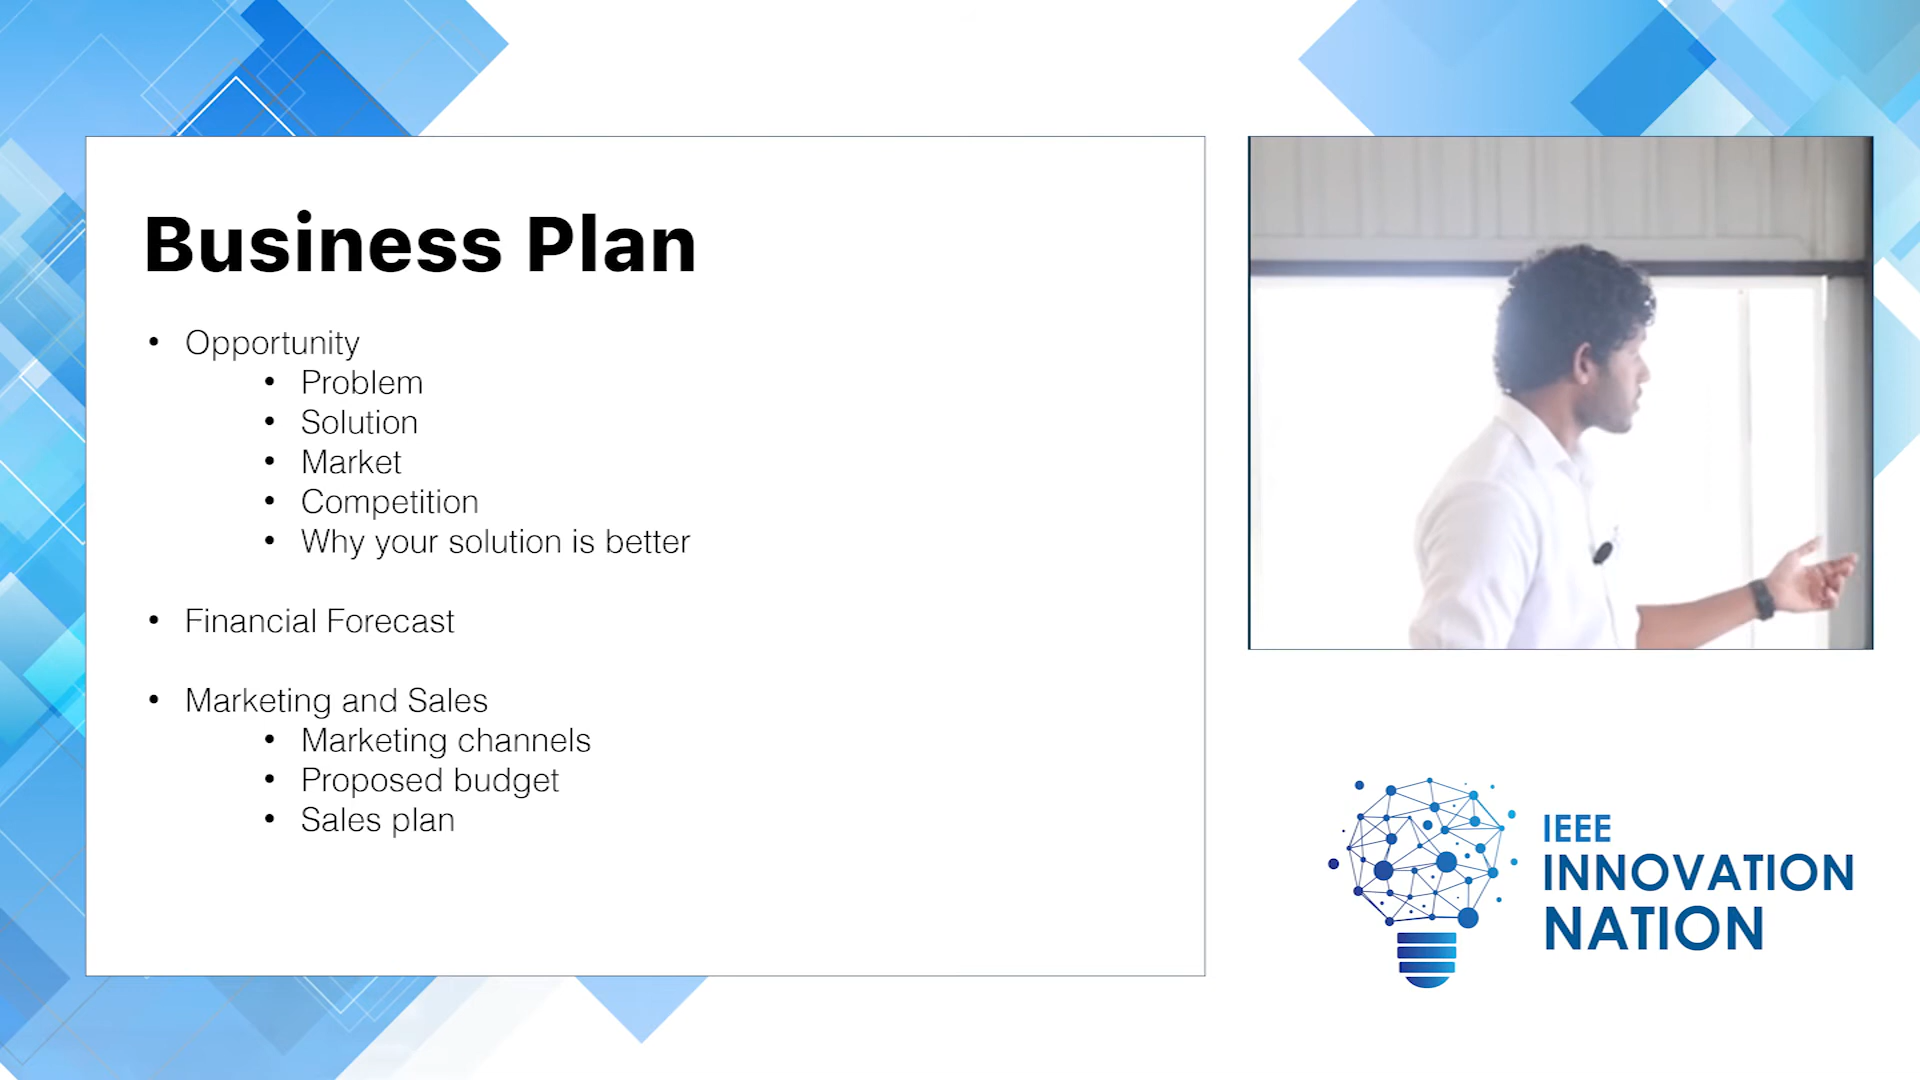 Business Plan
• Opportunity
• Problem
• Solution
• Market
• Competition
• Why your solution is better
• Financial Forecast
• Marketing and Sales
• Marketing channels
• Proposed budget
• Sales plan
IEEE
INNOVATION
NATION